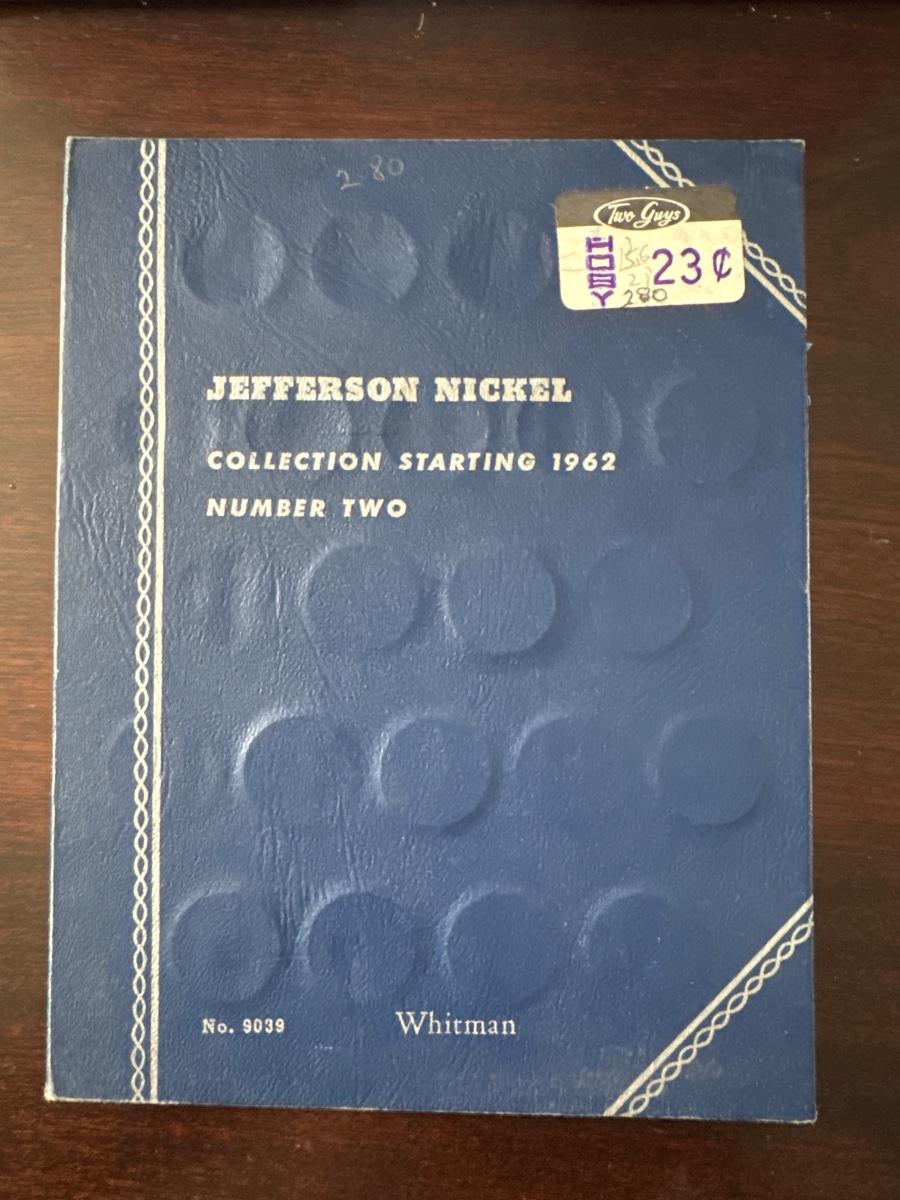 2 80
Two Guys
HOBBY
23¢
280
JEFFERSON NICKEL
COLLECTION STARTING 1962
NUMBER TWO
No. 9039
Whitman